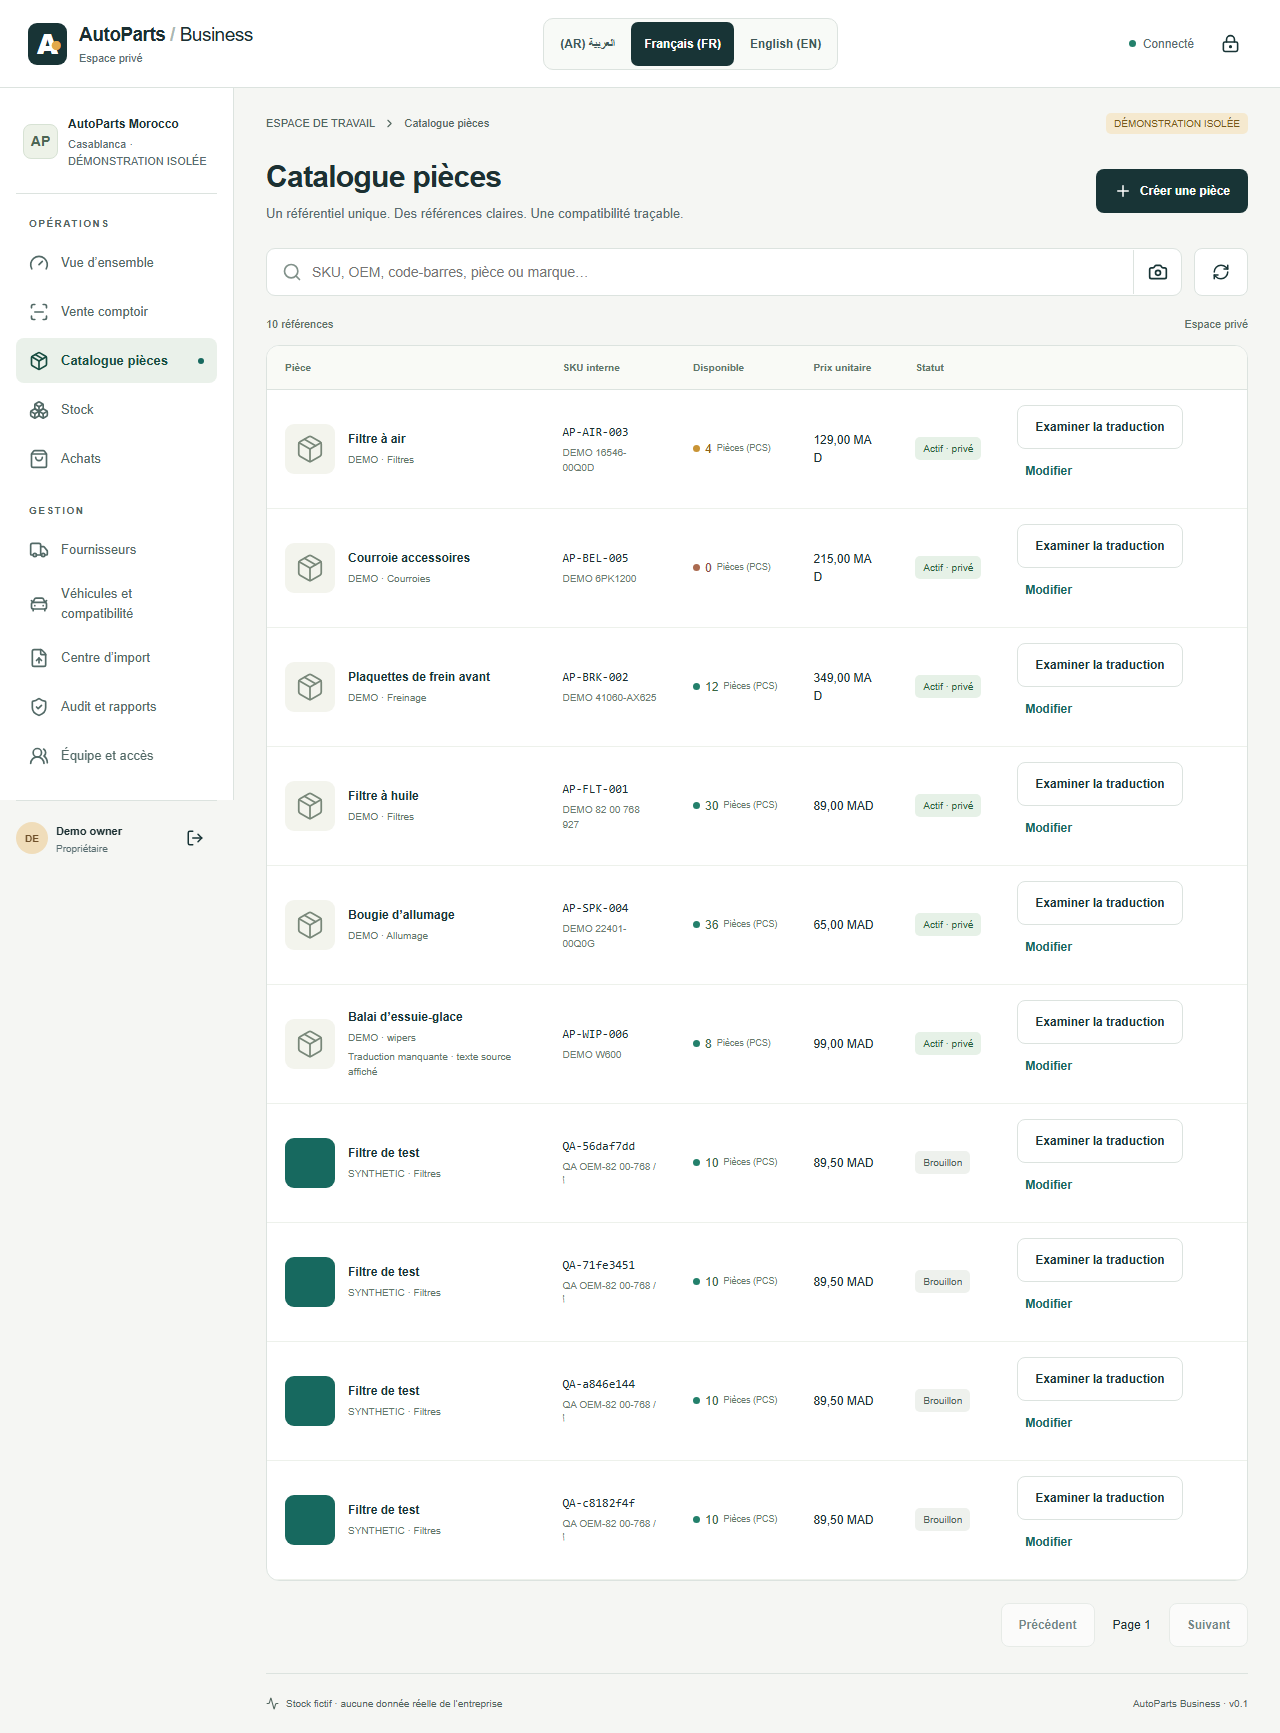 AutoParts / Business
Espace privé
العربية (AR)
Français (FR)
English (EN)
Connecté
AP
AutoParts Morocco
Casablanca ·
DÉMONSTRATION ISOLÉE
OPÉRATIONS
Vue d’ensemble
Vente comptoir
Catalogue pièces
Stock
Achats
GESTION
Fournisseurs
Véhicules et
compatibilité
Centre d’import
Audit et rapports
Équipe et accès
DE
Demo owner
Propriétaire
ESPACE DE TRAVAIL
Catalogue pièces
DÉMONSTRATION ISOLÉE
Catalogue pièces
Un référentiel unique. Des références claires. Une compatibilité traçable.
Créer une pièce
SKU, OEM, code-barres, pièce ou marque…
10 références
Espace privé
Pièce SKU interne Disponible Prix unitaire Statut
Filtre à air
DEMO · Filtres
AP-AIR-003
DEMO 16546-
00Q0D
4 Pièces (PCS)
129,00 MA
D
Actif · privé
Examiner la traduction
Modifier
Courroie accessoires
DEMO · Courroies
AP-BEL-005
DEMO 6PK1200
0 Pièces (PCS)
215,00 MA
D
Actif · privé
Examiner la traduction
Modifier
Plaquettes de frein avant
DEMO · Freinage
AP-BRK-002
DEMO 41060-AX625
12 Pièces (PCS)
349,00 MA
D
Actif · privé
Examiner la traduction
Modifier
Filtre à huile
DEMO · Filtres
AP-FLT-001
DEMO 82 00 768
927
30 Pièces (PCS)
89,00 MAD
Actif · privé
Examiner la traduction
Modifier
Bougie d’allumage
DEMO · Allumage
AP-SPK-004
DEMO 22401-
00Q0G
36 Pièces (PCS)
65,00 MAD
Actif · privé
Examiner la traduction
Modifier
Balai d’essuie-glace
DEMO · wipers
Traduction manquante · texte source
affiché
AP-WIP-006
DEMO W600
8 Pièces (PCS)
99,00 MAD
Actif · privé
Examiner la traduction
Modifier
Filtre de test
SYNTHETIC · Filtres
QA-56daf7dd
QA OEM-82 00-768 /
1
10 Pièces (PCS)
89,50 MAD
Brouillon
Examiner la traduction
Modifier
Filtre de test
SYNTHETIC · Filtres
QA-71fe3451
QA OEM-82 00-768 /
1
10 Pièces (PCS)
89,50 MAD
Brouillon
Examiner la traduction
Modifier
Filtre de test
SYNTHETIC · Filtres
QA-a846e144
QA OEM-82 00-768 /
1
10 Pièces (PCS)
89,50 MAD
Brouillon
Examiner la traduction
Modifier
Filtre de test
SYNTHETIC · Filtres
QA-c8182f4f
QA OEM-82 00-768 /
1
10 Pièces (PCS)
89,50 MAD
Brouillon
Examiner la traduction
Modifier
Précédent
Page 1
Suivant
Stock fictif · aucune donnée réelle de l’entreprise
AutoParts Business · v0.1